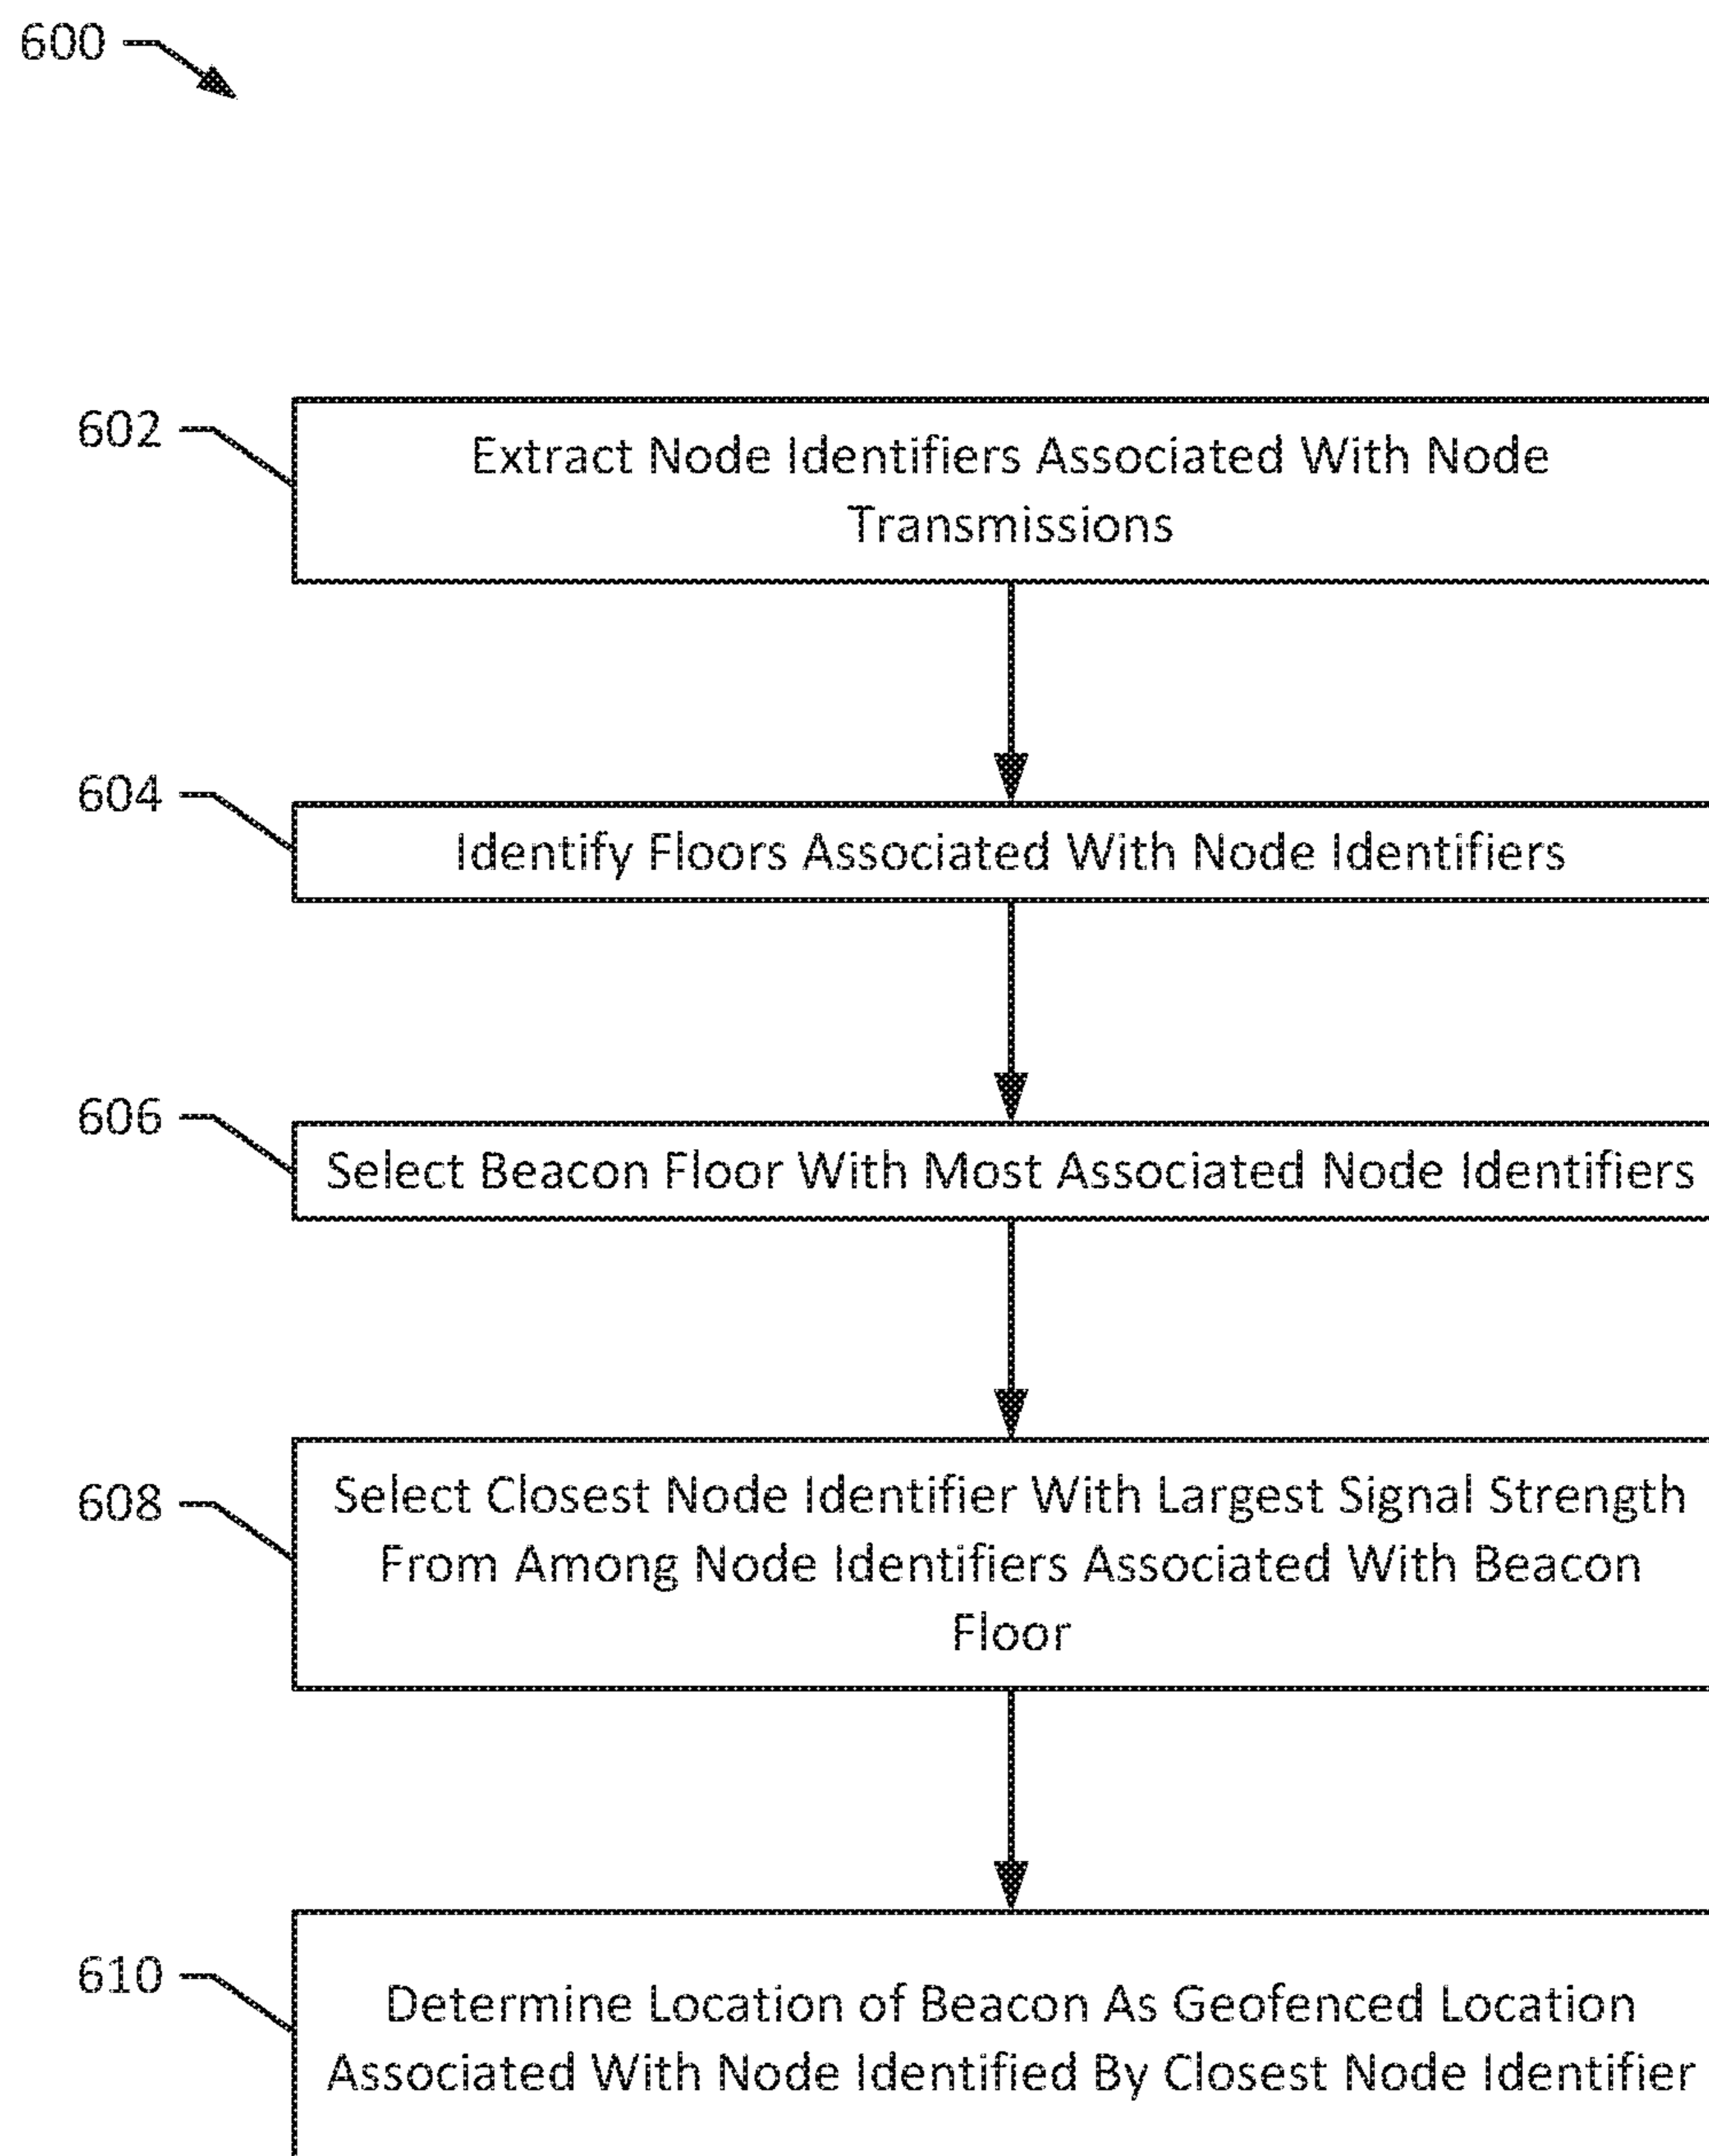 600
602
Extract Node Identifiers Associated With Node
Transmissions
604
Identify Floors Associated With Node Identifiers
606
Select Beacon Floor With Most Associated Node Identifiers
608
Select Closest Node Identifier With Largest Signal Strength
From Among Node Identifiers Associated With Beacon
Floor
610
Determine Location of Beacon As Geofenced Location
Associated With Node Identified By Closest Node Identifier